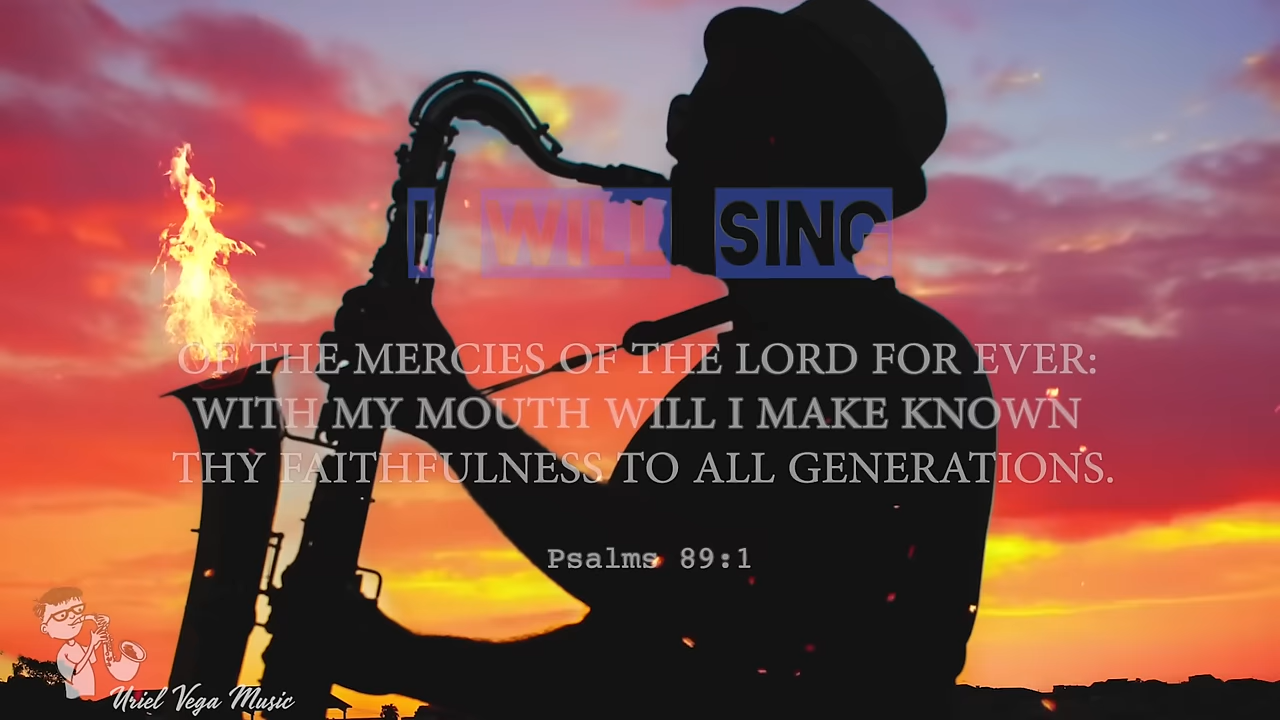 I WILL SING
OF THE MERCIES OF THE LORD FOR EVER:
WITH MY MOUTH WILL I MAKE KNOWN
THY FAITHFULNESS TO ALL GENERATIONS.
Psalms 89:1
Uriel Vega Music